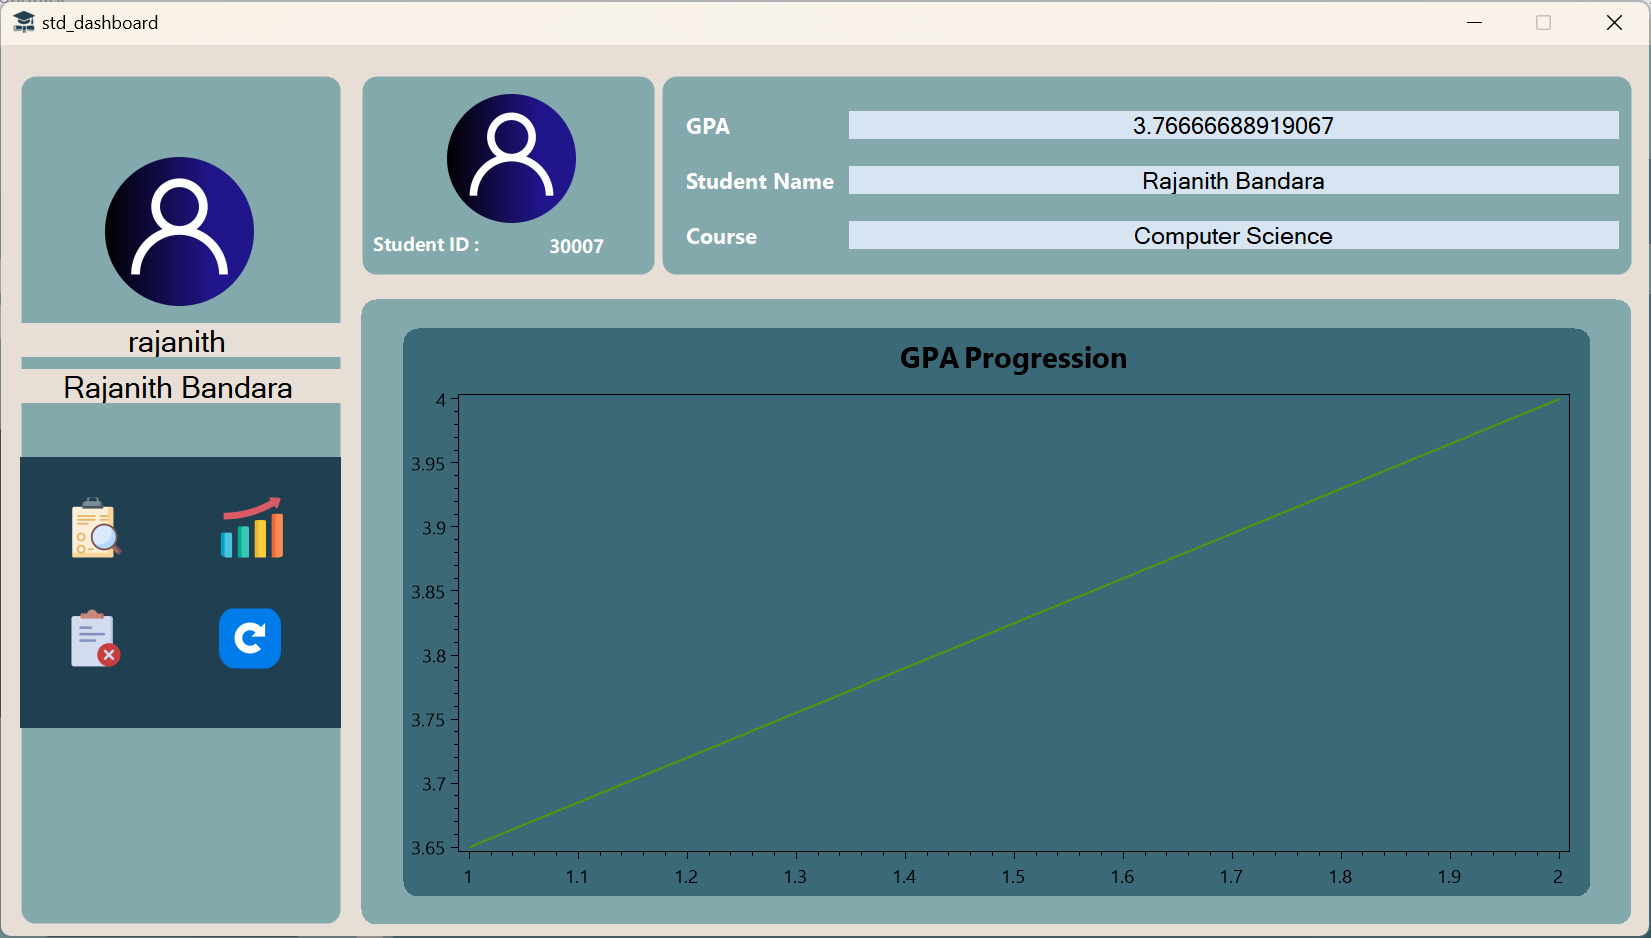 std_dashboard
rajanith
Rajanith Bandara
Student ID : 30007
GPA 3.76666688919067
Student Name Rajanith Bandara
Course Computer Science
GPA Progression
4
3.95
3.9
3.85
3.8
3.75
3.7
3.65
1 1.1 1.2 1.3 1.4 1.5 1.6 1.7 1.8 1.9 2